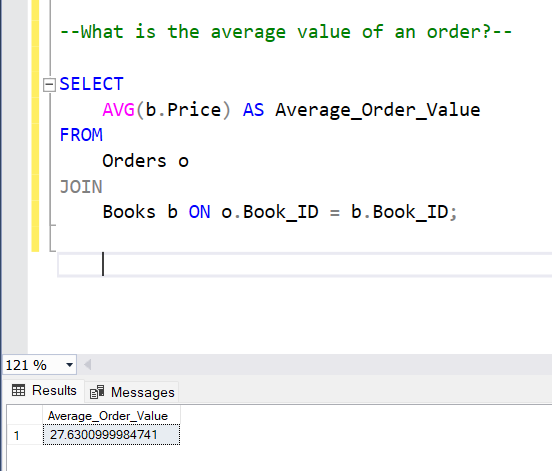 --What is the average value of an order?--
SELECT
AVG(b.Price) AS Average_Order_Value
FROM
Orders o
JOIN
Books b ON o.Book_ID = b.Book_ID;
121 %
Results Messages
Average_Order_Value
1 27.6300999984741